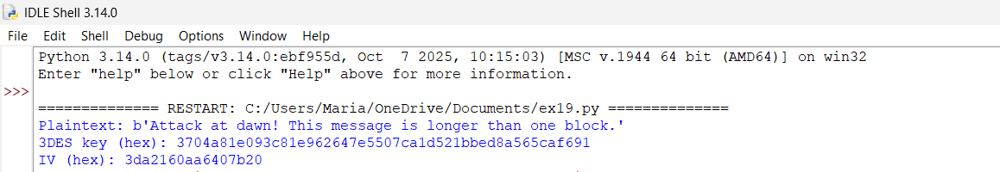 IDLE Shell 3.14.0
File Edit Shell Debug Options Window Help
Python 3.14.0 (tags/v3.14.0:ebf955d, Oct  7 2025, 10:15:03) [MSC v.1944 64 bit (AMD64)] on win32
Enter "help" below or click "Help" above for more information.
>>>
============== RESTART: C:/Users/Maria/OneDrive/Documents/ex19.py ==============
Plaintext: b'Attack at dawn! This message is longer than one block.'
3DES key (hex): 3704a81e093c81e962647e5507ca1d521bbed8a565caf691
IV (hex): 3da2160aa6407b20